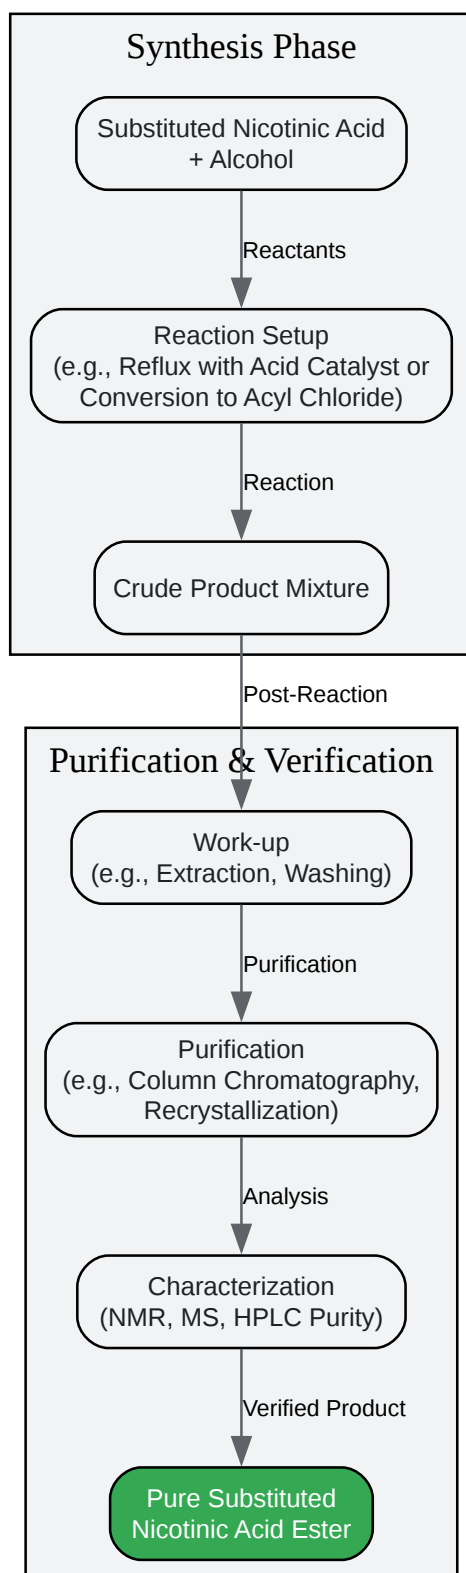 Synthesis Phase
Substituted Nicotinic Acid
+ Alcohol
Reactants
Reaction Setup
(e.g., Reflux with Acid Catalyst or
Conversion to Acyl Chloride)
Reaction
Crude Product Mixture
Post-Reaction
Purification & Verification
Work-up
(e.g., Extraction, Washing)
Purification
Purification
(e.g., Column Chromatography,
Recrystallization)
Analysis
Characterization
(NMR, MS, HPLC Purity)
Verified Product
Pure Substituted
Nicotinic Acid Ester